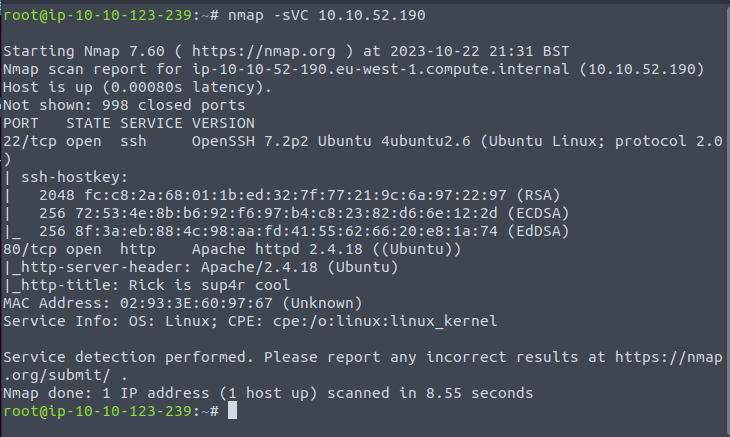 root@ip-10-10-123-239:~# nmap -sVC 10.10.52.190

Starting Nmap 7.60 ( https://nmap.org ) at 2023-10-22 21:31 BST
Nmap scan report for ip-10-10-52-190.eu-west-1.compute.internal (10.10.52.190)
Host is up (0.00080s latency).
Not shown: 998 closed ports
PORT   STATE SERVICE VERSION
22/tcp open  ssh     OpenSSH 7.2p2 Ubuntu 4ubuntu2.6 (Ubuntu Linux; protocol 2.0
)
| ssh-hostkey:
|   2048 fc:c8:2a:68:01:1b:ed:32:7f:77:21:9c:6a:97:22:97 (RSA)
|   256 72:53:4e:8b:b6:92:f6:97:b4:c8:23:82:d6:6e:12:2d (ECDSA)
|_  256 8f:3a:eb:88:4c:98:aa:fd:41:55:62:66:20:e8:1a:74 (EdDSA)
80/tcp open  http    Apache httpd 2.4.18 ((Ubuntu))
|_http-server-header: Apache/2.4.18 (Ubuntu)
|_http-title: Rick is sup4r cool
MAC Address: 02:93:3E:60:97:67 (Unknown)
Service Info: OS: Linux; CPE: cpe:/o:linux:linux_kernel

Service detection performed. Please report any incorrect results at https://nmap
.org/submit/ .
Nmap done: 1 IP address (1 host up) scanned in 8.55 seconds
root@ip-10-10-123-239:~#